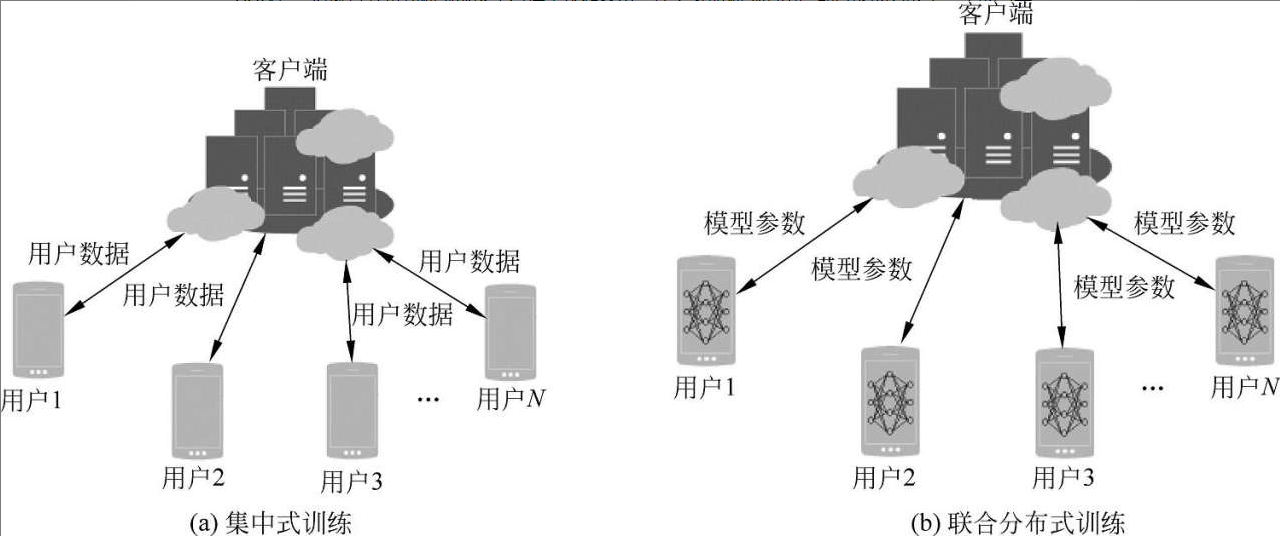 客户端
用户数据
用户数据
用户数据
用户数据
用户1
用户2
用户3
...
用户N
(a) 集中式训练
客户端
模型参数
模型参数
模型参数
模型参数
用户1
用户2
用户3
...
用户N
(b) 联合分布式训练